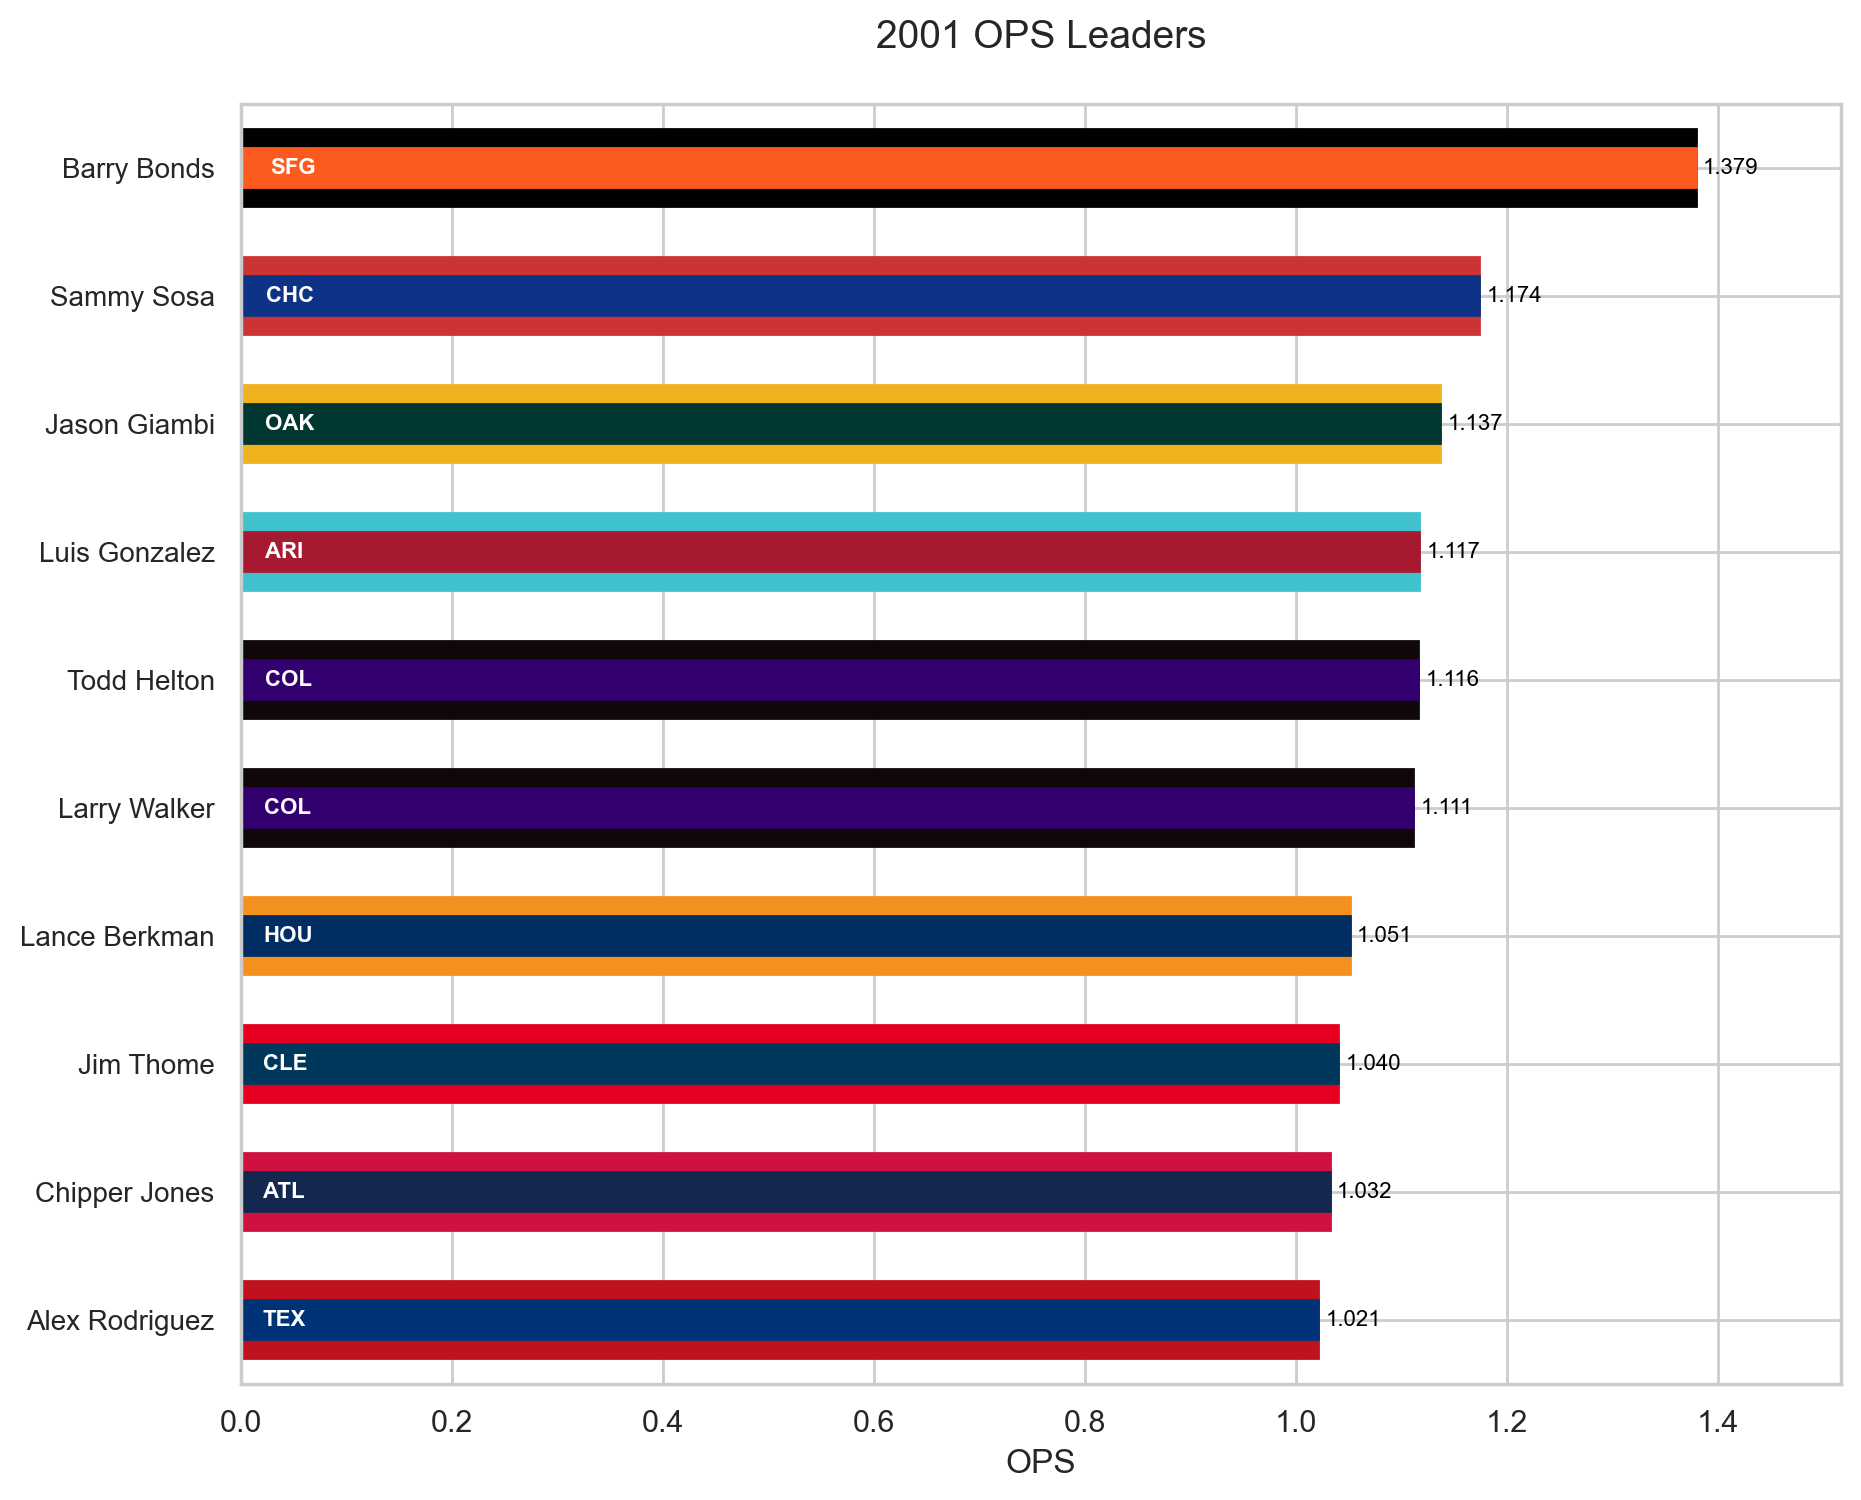 2001 OPS Leaders
Barry Bonds SFG 1.379
Sammy Sosa CHC 1.174
Jason Giambi OAK 1.137
Luis Gonzalez ARI 1.117
Todd Helton COL 1.116
Larry Walker COL 1.111
Lance Berkman HOU 1.051
Jim Thome CLE 1.040
Chipper Jones ATL 1.032
Alex Rodriguez TEX 1.021
0.0 0.2 0.4 0.6 0.8 1.0 1.2 1.4
OPS